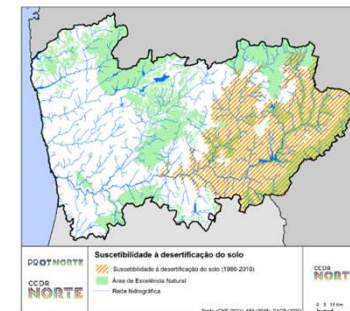 PROTNORTE
CCDR
NORTE
Suscetibilidade à desertificação do solo
Suscetibilidade à desertificação do solo (1980-2010)
Área de Excelência Natural
Rede hidrográfica
CCDR
NORTE